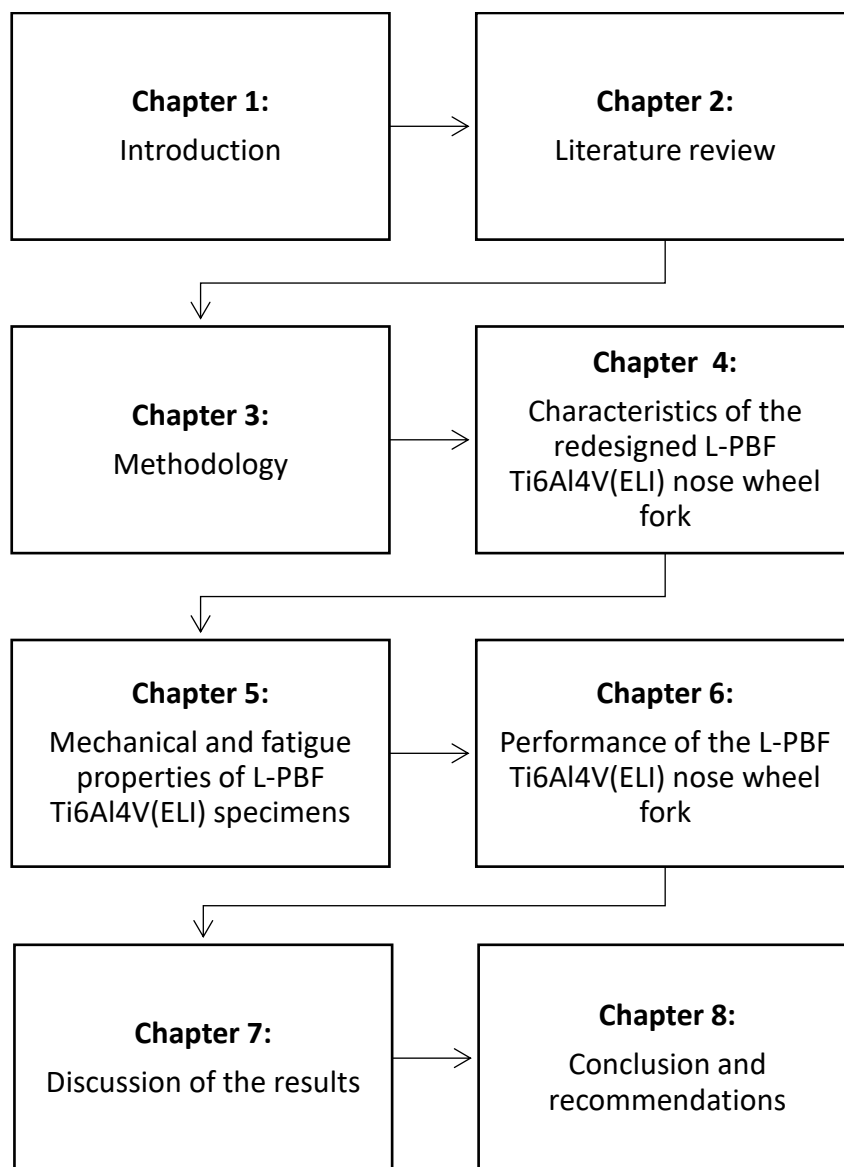 Chapter 1:
Introduction
Chapter 2:
Literature review
Chapter 3:
Methodology
Chapter 4:
Characteristics of the
redesigned L-PBF
Ti6Al4V(ELI) nose wheel
fork
Chapter 5:
Mechanical and fatigue
properties of L-PBF
Ti6Al4V(ELI) specimens
Chapter 6:
Performance of the L-PBF
Ti6Al4V(ELI) nose wheel
fork
Chapter 7:
Discussion of the results
Chapter 8:
Conclusion and
recommendations